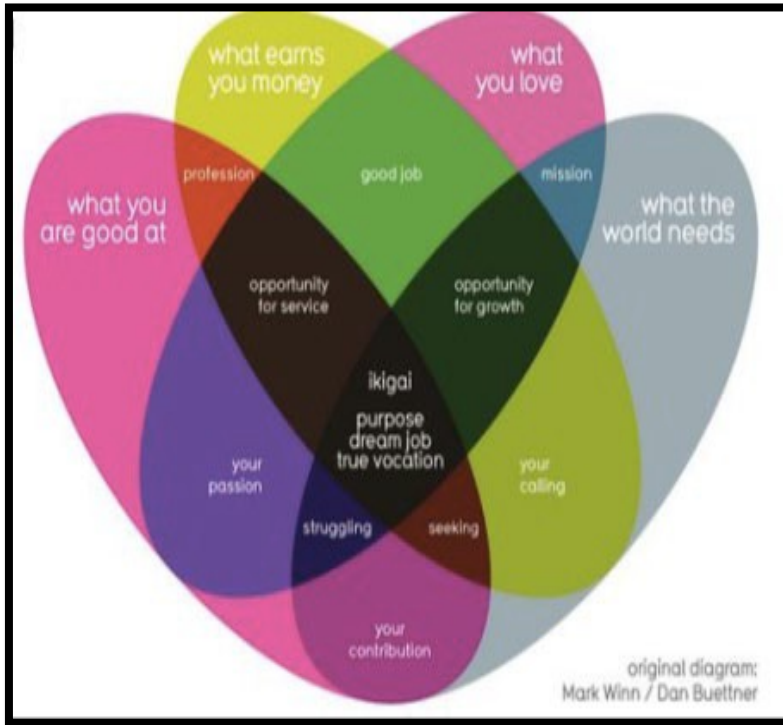 what earns
you money
what
you love
profession
good job
mission
what you
are good at
what the
world needs
opportunity
for service
opportunity
for growth
ikigai
purpose
dream job
true vocation
your
passion
your
calling
struggling
seeking
your
contribution
original diagram:
Mark Winn / Dan Buettner